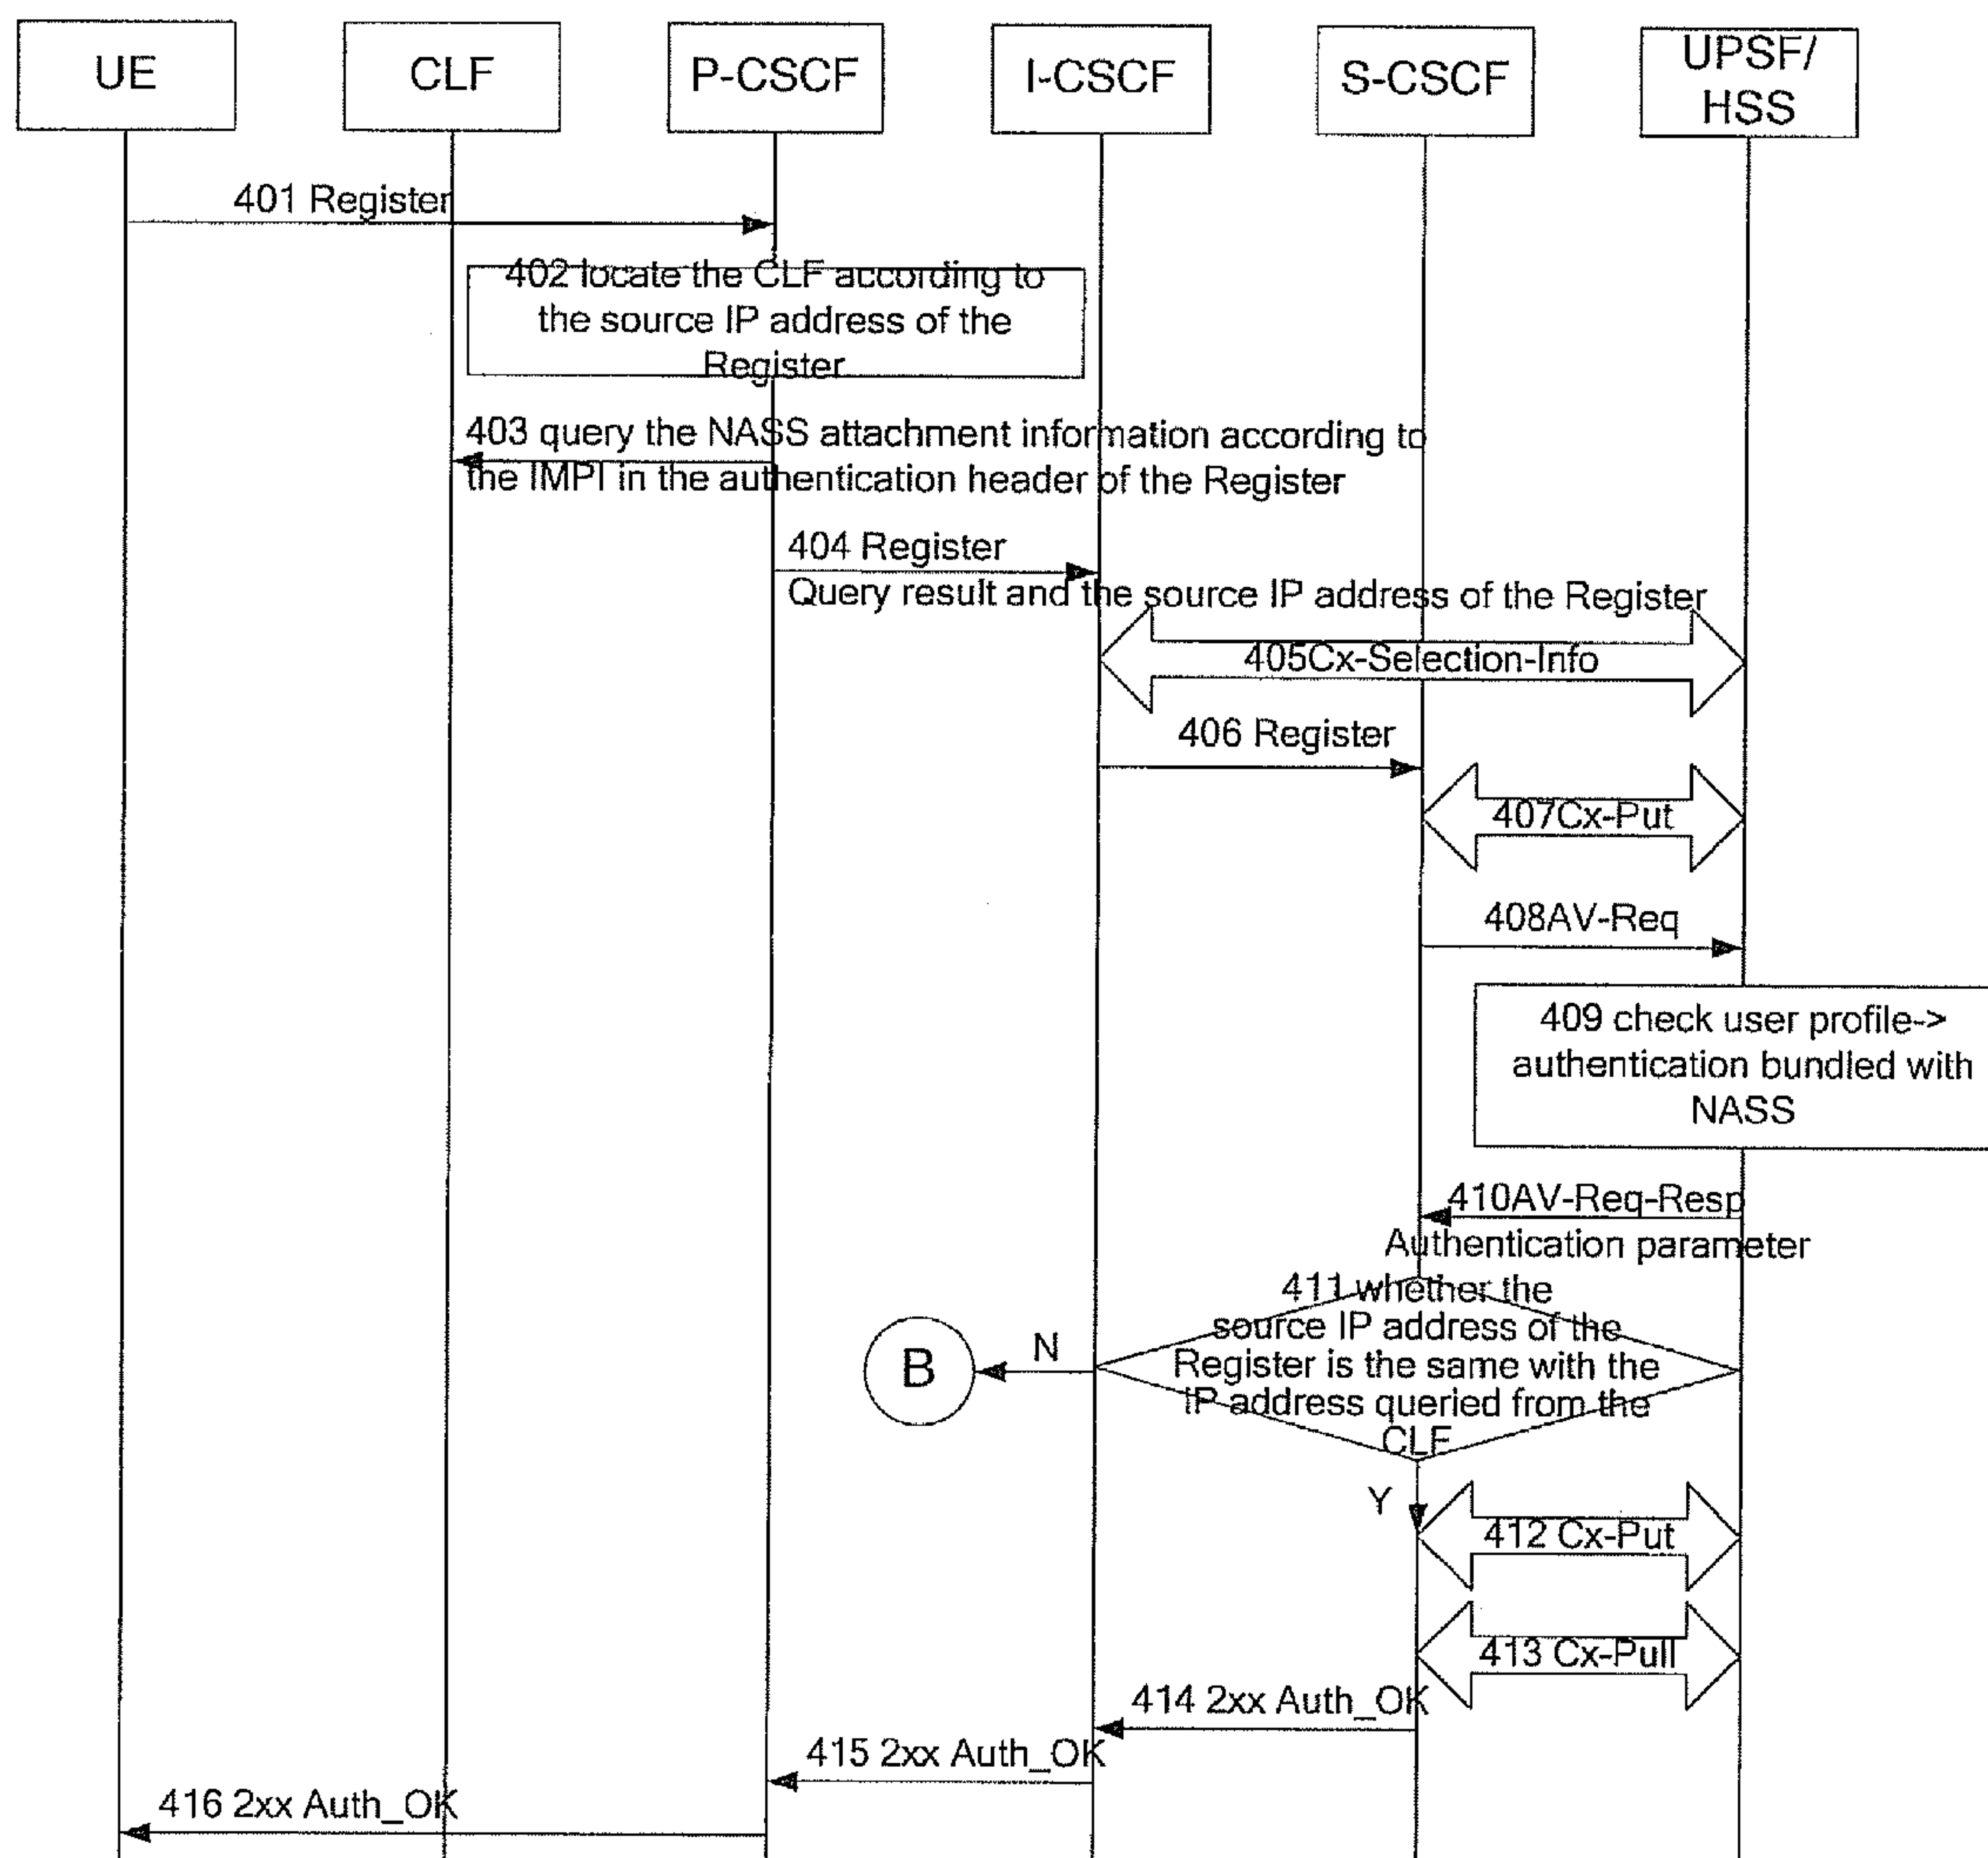 UE
CLF
P-CSCF
I-CSCF
S-CSCF
UPSF/
HSS
401 Register
402 locate the CLF according to
the source IP address of the
Register
403 query the NASS attachment information according to
the IMPI in the authentication header of the Register
404 Register
Query result and the source IP address of the Register
405Cx-Selection-Info
406 Register
407Cx-Put
408AV-Req
409 check user profile->
authentication bundled with
NASS
410AV-Req-Resp
Authentication parameter
411 whether the
source IP address of the
Register is the same with the
IP address queried from the
CLF
N
B
Y
412 Cx-Put
413 Cx-Pull
414 2xx Auth_OK
415 2xx Auth_OK
416 2xx Auth_OK